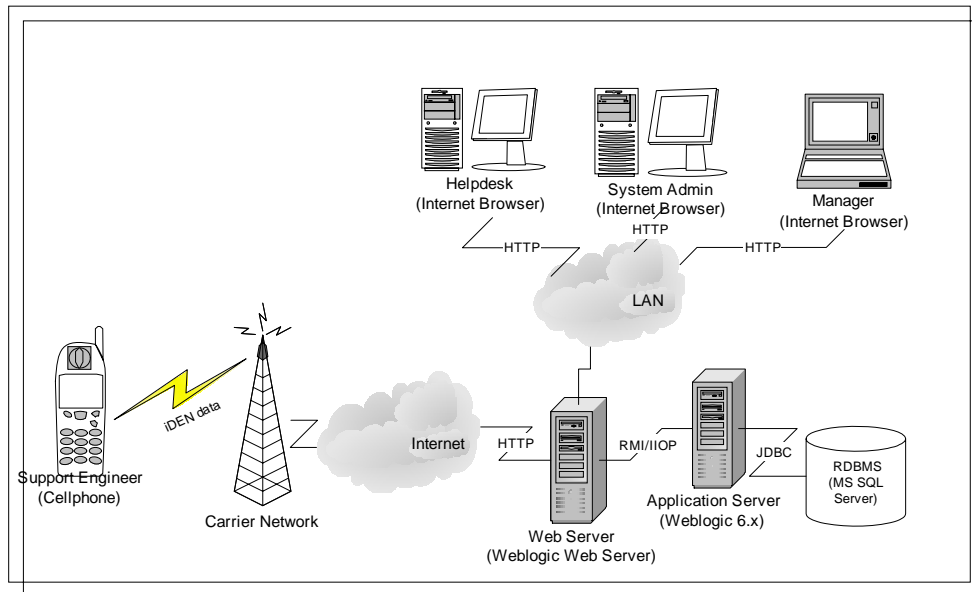 Helpdesk
(Internet Browser)
System Admin
(Internet Browser)
Manager
(Internet Browser)
HTTP
HTTP
HTTP
LAN
iDEN data
Support Engineer
(Cellphone)
Carrier Network
Internet
HTTP
RMI/IIOP
JDBC
Web Server
(Weblogic Web Server)
Application Server
(Weblogic 6.x)
RDBMS
(MS SQL
Server)